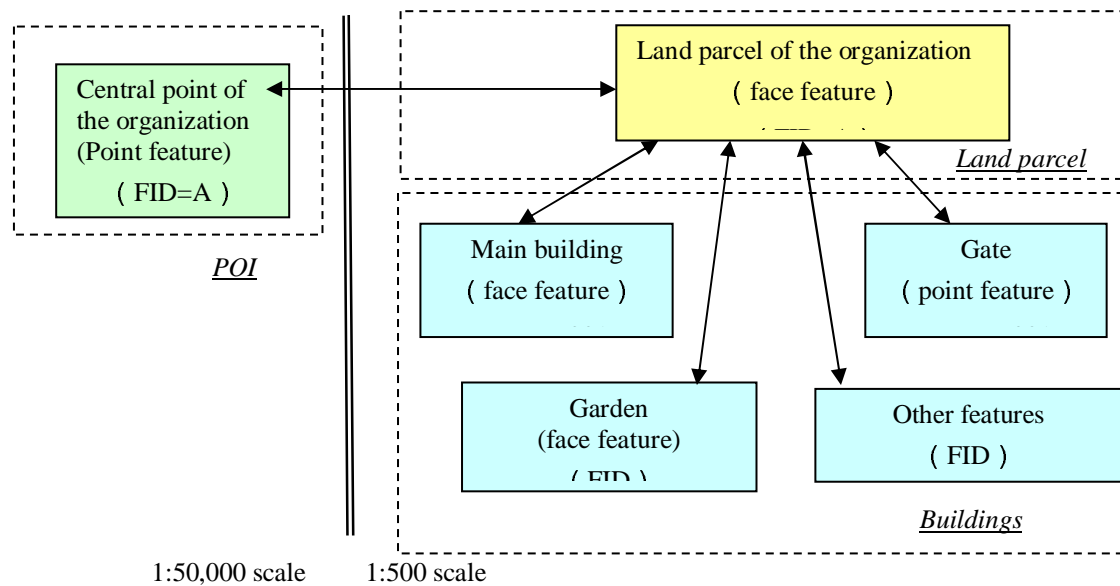 Central point of
the organization
(Point feature)
( FID=A )
POI
Land parcel of the organization
( face feature )
Land parcel
Main building
( face feature )
Gate
( point feature )
Garden
(face feature)
( FID )
Other features
( FID )
Buildings
1:50,000 scale
1:500 scale